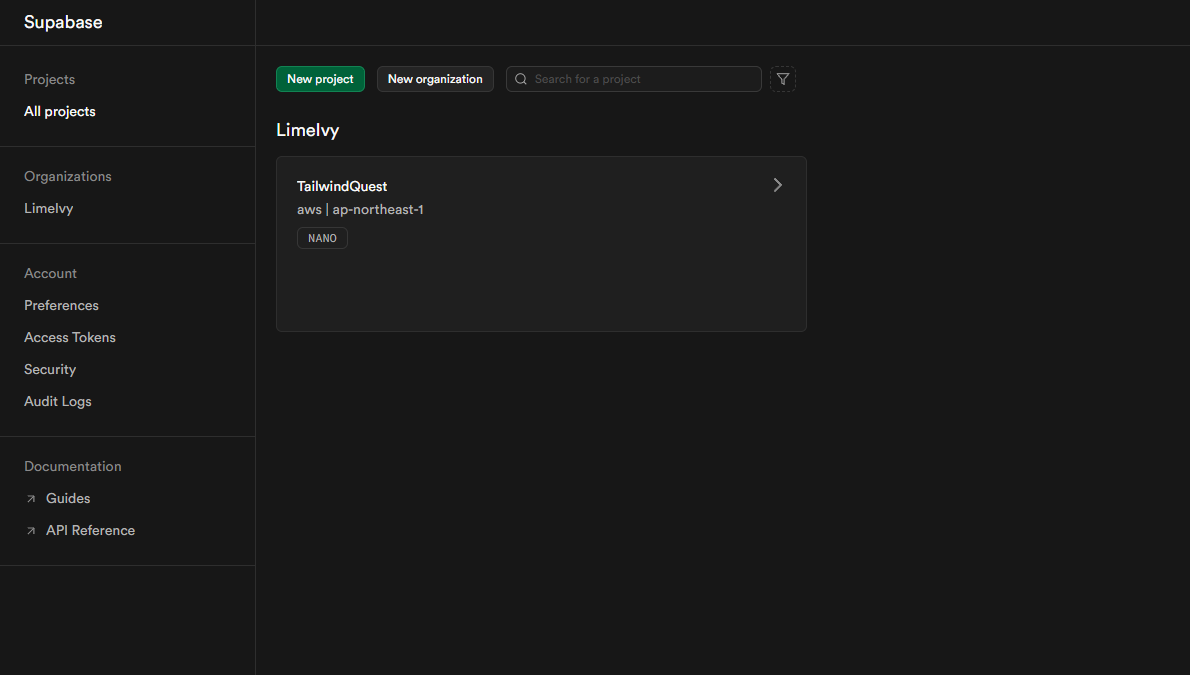 Supabase
Projects
All projects
Organizations
LimeIvy
Account
Preferences
Access Tokens
Security
Audit Logs
Documentation
Guides
API Reference
New project
New organization
Search for a project
LimeIvy
TailwindQuest
aws | ap-northeast-1
NANO